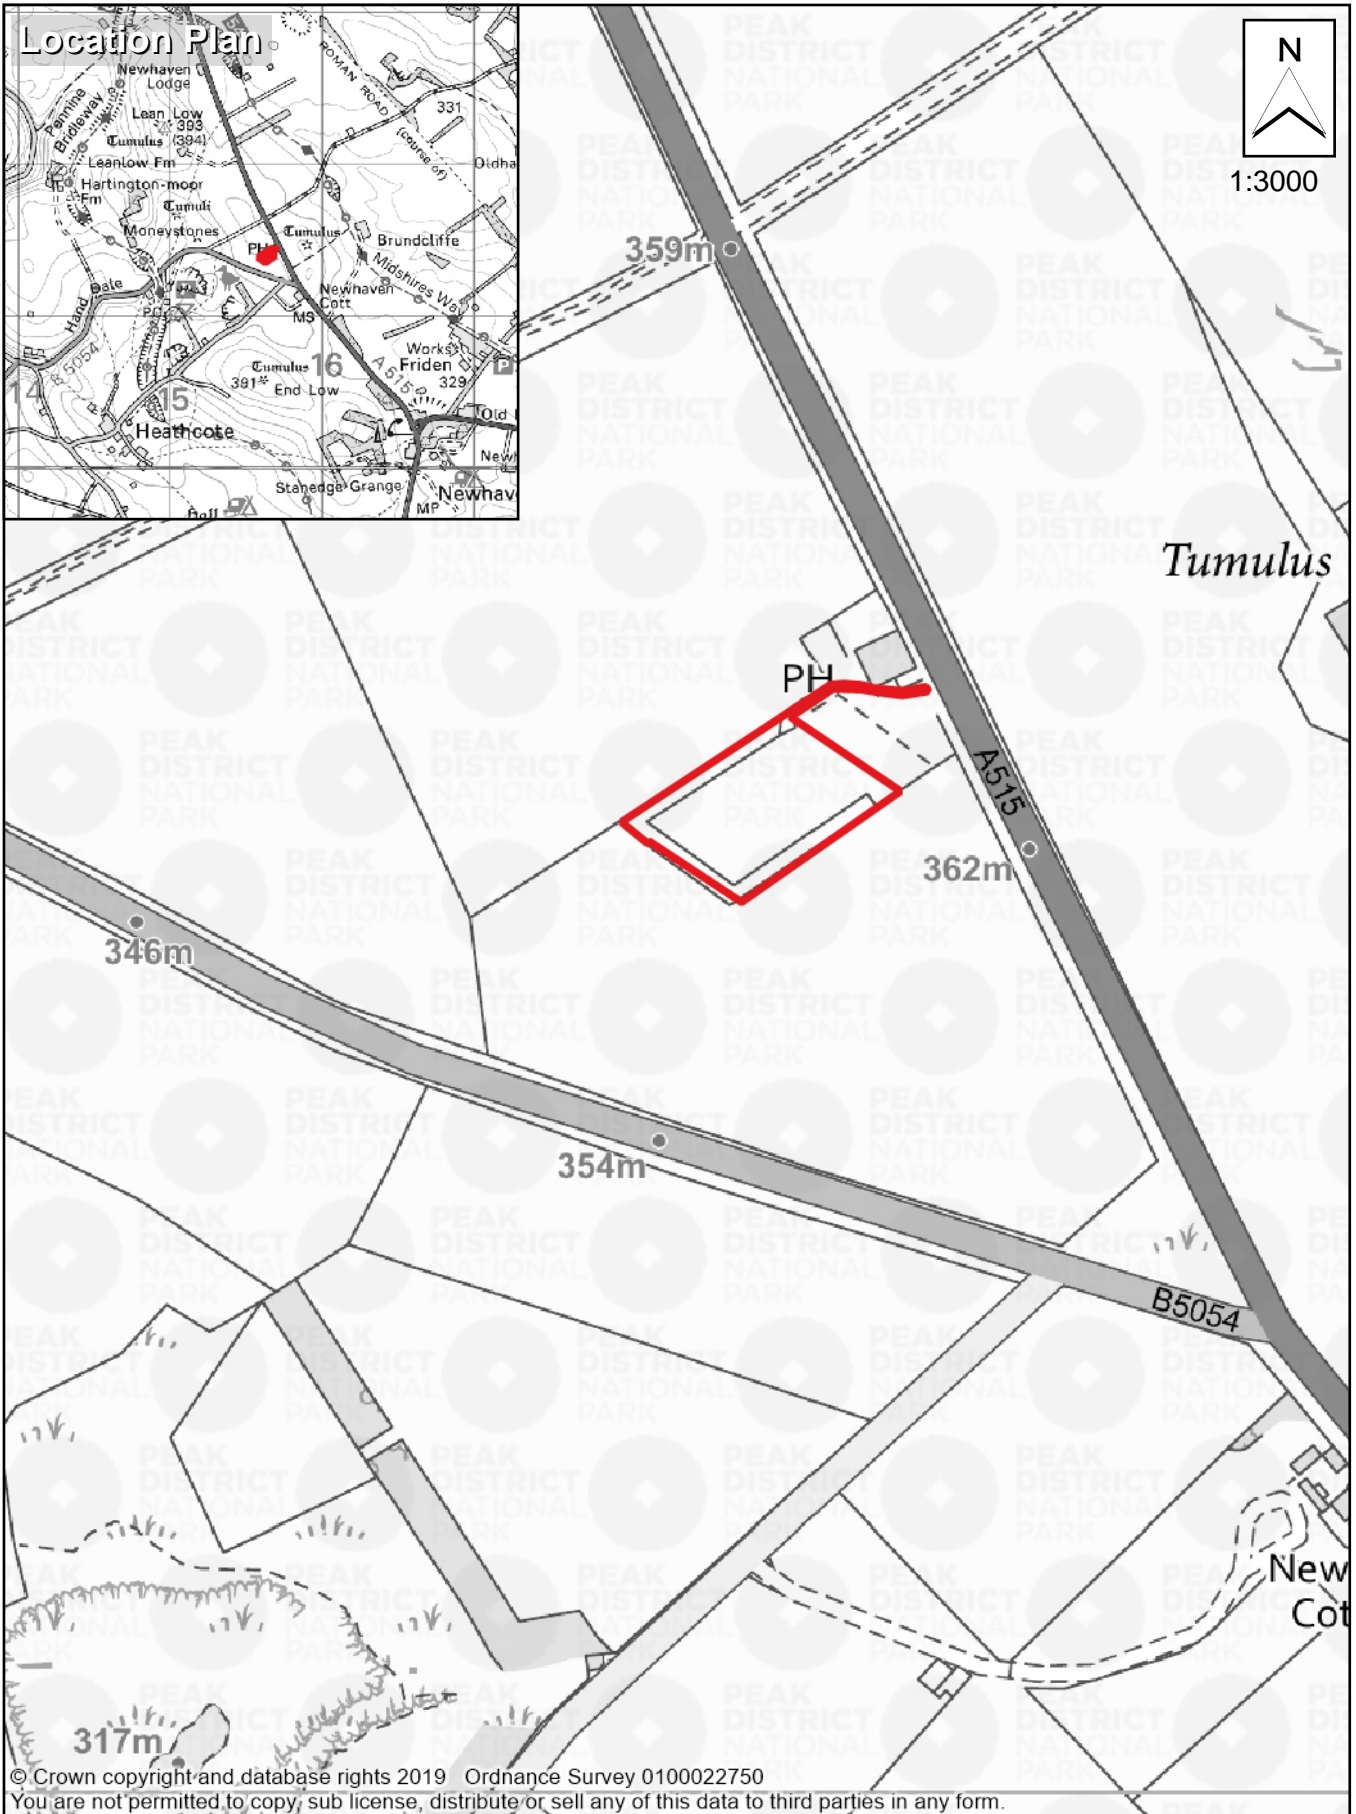 Location Plan
Newhaven
Lodge
Pennine
Bridleway
Lean Low
393
Tumulus (394)
Leanlow Fm
Hartington-moor
Fm
Tumuli
Moneystones
PH
Tumulus
ROMAN ROAD (course of)
331
Oldha
Brundcliffe
Midshires Way
Hand Dale
B 5054
PC
Newhaven
Cott
MS
Works
Friden
329
P
Tumulus
391
End Low
16
A 515
14
15
Heathcote
Old
Newh
Stanedge Grange
Newhav
MP
N
1:3000
359m
Tumulus
PH
A515
362m
346m
354m
B5054
New
Cot
317m
PEAK
DISTRICT
NATIONAL
PARK
© Crown copyright and database rights 2019 Ordnance Survey 0100022750
You are not permitted to copy, sub license, distribute or sell any of this data to third parties in any form.